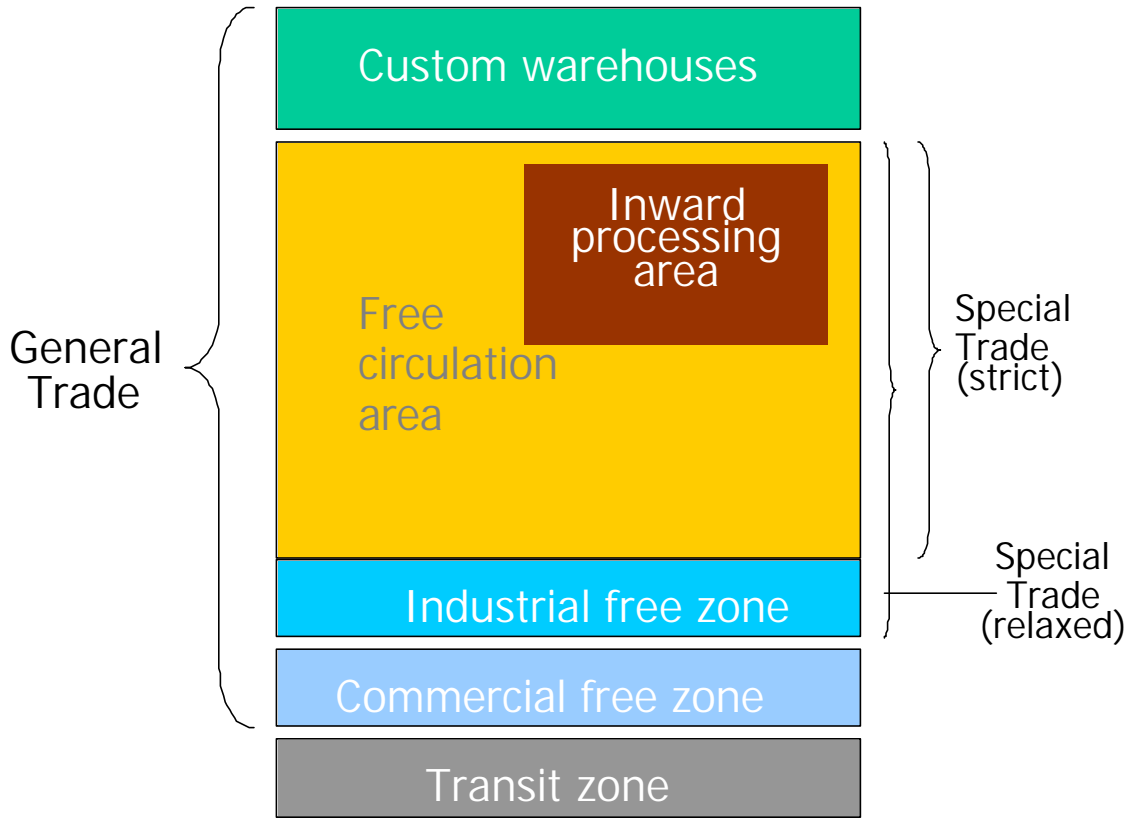 Custom warehouses
Inward
processing
area
Free
circulation
area
General
Trade
Special
Trade
(strict)
Special
Trade
(relaxed)
Industrial free zone
Commercial free zone
Transit zone